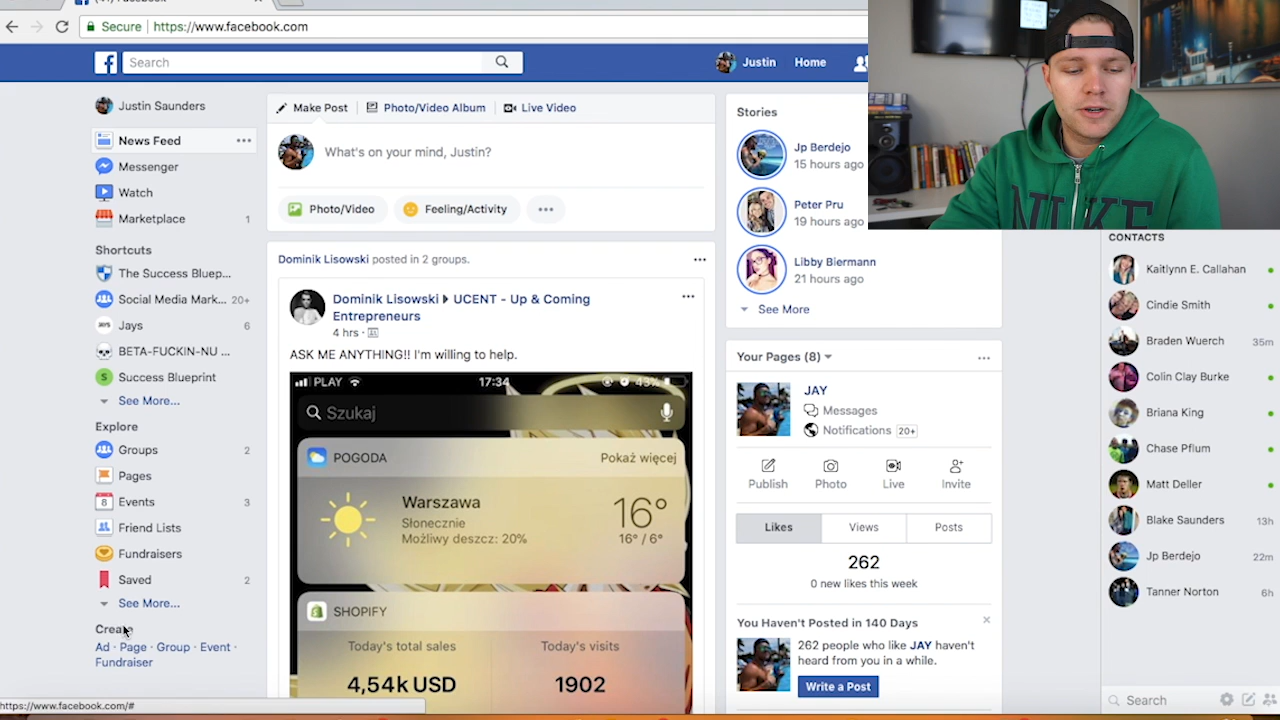 Secure
https://www.facebook.com
Search
Justin
Home
Justin Saunders
News Feed
Messenger
Watch
Marketplace 1
Shortcuts
The Success Bluep...
Social Media Mark... 20+
Jays 6
BETA-FUCKIN-NU ...
Success Blueprint
See More...
Explore
Groups 2
Pages
Events 3
Friend Lists
Fundraisers
Saved 2
See More...
Create
Ad · Page · Group · Event ·
Fundraiser
https://www.facebook.com/#
Make Post
Photo/Video Album
Live Video
What's on your mind, Justin?
Photo/Video
Feeling/Activity
Dominik Lisowski posted in 2 groups.
Dominik Lisowski UCENT - Up & Coming
Entrepreneurs
4 hrs ·
ASK ME ANYTHING!! I'm willing to help.
PLAY 17:34 43%
Szukaj
POGODA Pokaż więcej
Warszawa
Słonecznie
Możliwy deszcz: 20%
16°
16° / 6°
SHOPIFY
Today's total sales
Today's visits
4,54k USD
1902
Stories
Jp Berdejo
15 hours ago
Peter Pru
19 hours ago
Libby Biermann
21 hours ago
See More
Your Pages (8)
JAY
Messages
Notifications 20+
Publish
Photo
Live
Invite
Likes
Views
Posts
262
0 new likes this week
You Haven't Posted in 140 Days
262 people who like JAY haven't
heard from you in a while.
Write a Post
NIKE
CONTACTS
Kaitlynn E. Callahan
Cindie Smith
Braden Wuerch 35m
Colin Clay Burke
Briana King
Chase Pflum
Matt Deller
Blake Saunders 13h
Jp Berdejo 22m
Tanner Norton 6h
Search